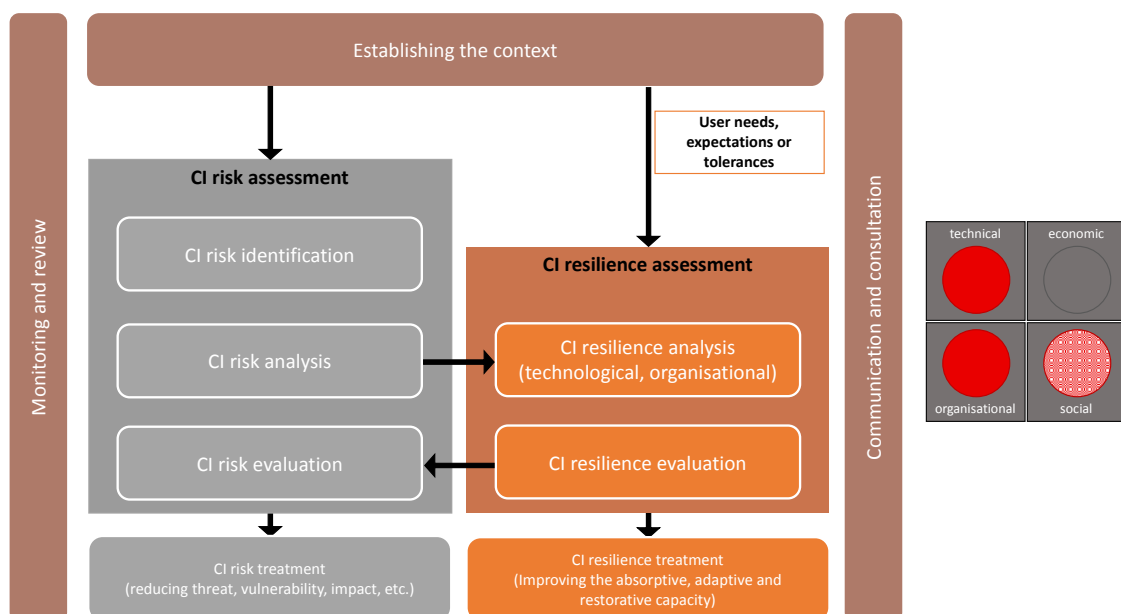 Establishing the context
Monitoring and review
User needs,
expectations or
tolerances
CI risk assessment
CI risk identification
CI risk analysis
CI risk evaluation
CI resilience assessment
CI resilience analysis
(technological, organisational)
CI resilience evaluation
CI risk treatment
(reducing threat, vulnerability, impact, etc.)
CI resilience treatment
(Improving the absorptive, adaptive and
restorative capacity)
Communication and consultation
technical
economic
organisational
social